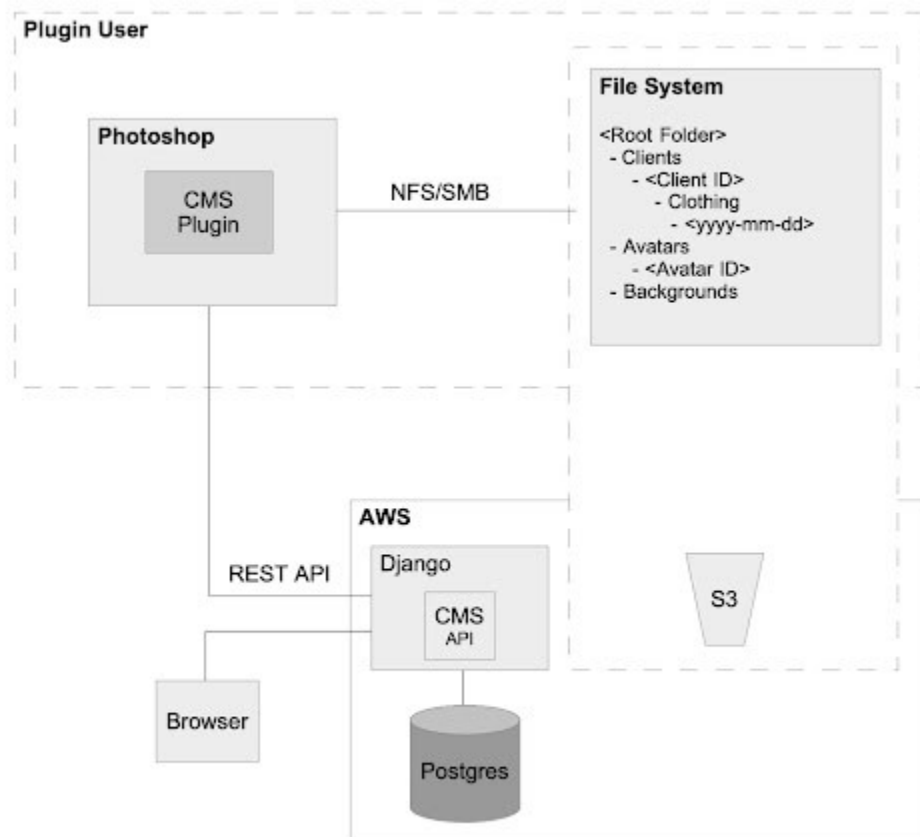 Plugin User
File System
<Root Folder>
- Clients
- <Client ID>
- Clothing
- <yyyy-mm-dd>
- Avatars
- <Avatar ID>
- Backgrounds
Photoshop
CMS
Plugin
NFS/SMB
AWS
Django
REST API
CMS
API
S3
Browser
Postgres